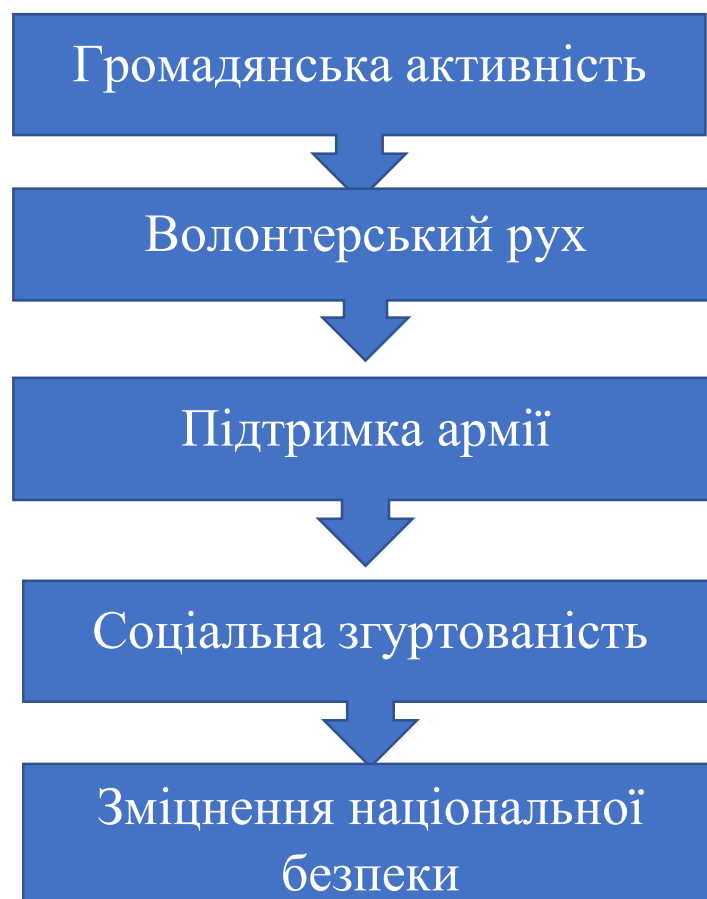 Громадянська активність
Волонтерський рух
Підтримка армії
Соціальна згуртованість
Зміцнення національної
безпеки